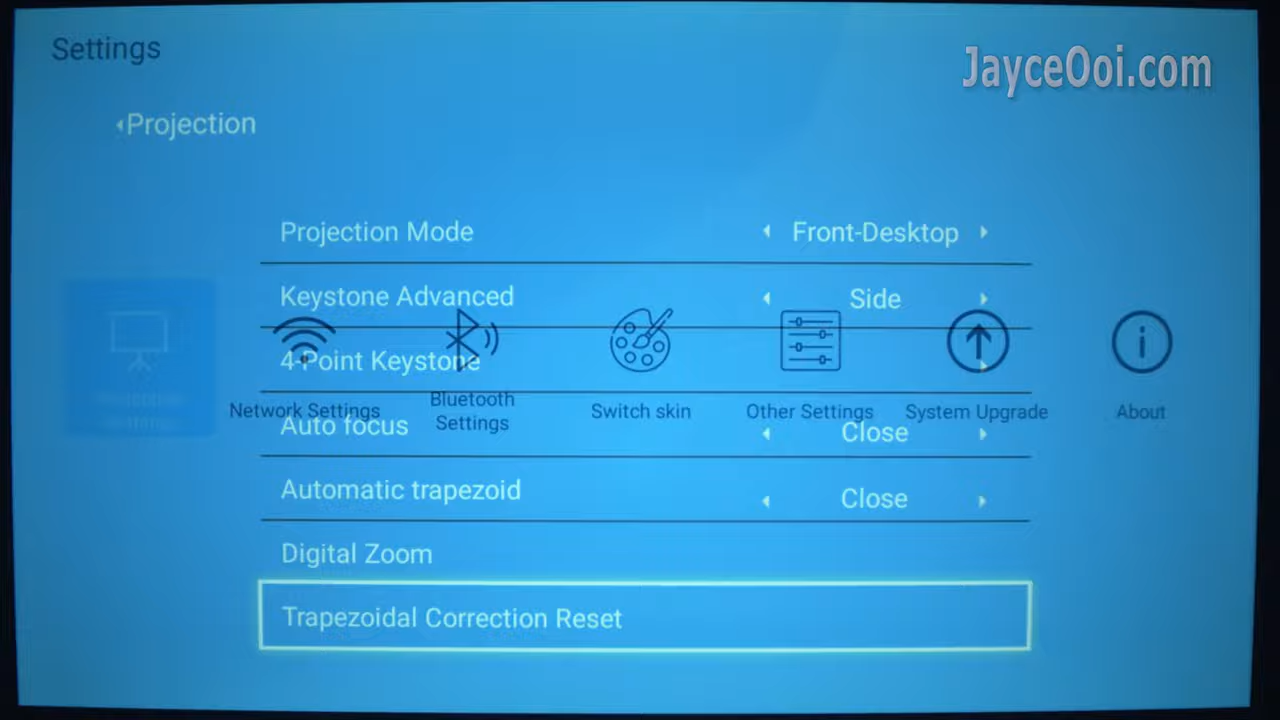 Settings
JayceOoi.com
Projection
Projection Mode
Front-Desktop
Keystone Advanced
Side
4-Point Keystone
Network Settings
Bluetooth
Settings
Switch skin
Other Settings
System Upgrade
About
Auto focus
Close
Automatic trapezoid
Close
Digital Zoom
Trapezoidal Correction Reset